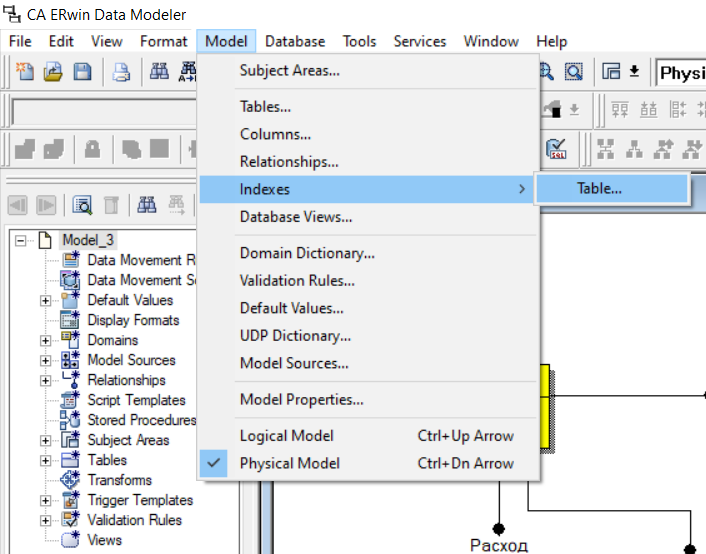 CA ERwin Data Modeler
File Edit View Format Model Database Tools Services Window Help
Subject Areas...
Tables...
Columns...
Relationships...
Indexes
Table...
Database Views...
Domain Dictionary...
Validation Rules...
Default Values...
UDP Dictionary...
Model Sources...
Model Properties...
Logical Model Ctrl+Up Arrow
Physical Model Ctrl+Dn Arrow
Physi
SQL
Model_3
Data Movement R
Data Movement S
Default Values
Display Formats
Domains
Model Sources
Relationships
Script Templates
Stored Procedures
Subject Areas
Tables
Transforms
Trigger Templates
Validation Rules
Views
Расход